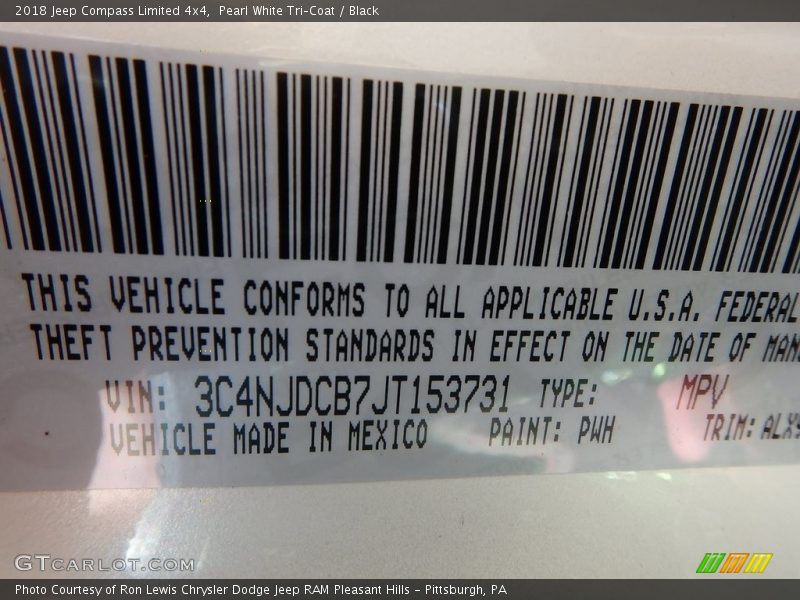 2018 Jeep Compass Limited 4x4,  Pearl White Tri-Coat / Black
THIS VEHICLE CONFORMS TO ALL APPLICABLE U.S.A. FEDERAL
THEFT PREVENTION STANDARDS IN EFFECT ON THE DATE OF MAN
VIN: 3C4NJDCB7JT153731 TYPE: MPV
VEHICLE MADE IN MEXICO PAINT: PWH TRIM: ALX9
GTCARLOT.COM
Photo Courtesy of Ron Lewis Chrysler Dodge Jeep RAM Pleasant Hills - Pittsburgh, PA